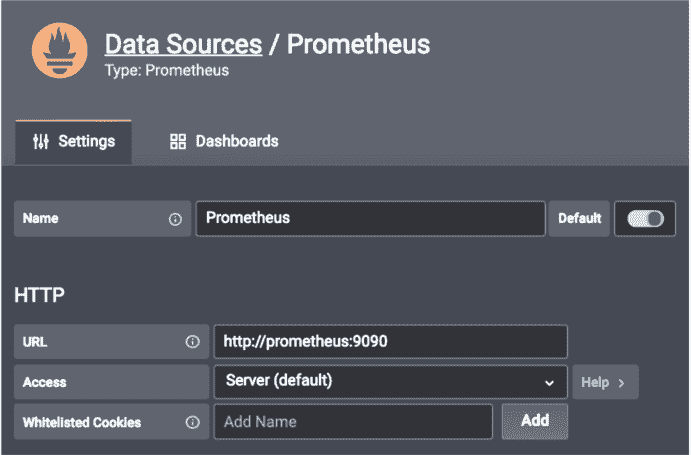 Data Sources / Prometheus
Type: Prometheus
Settings Dashboards
Name Prometheus Default
HTTP
URL http://prometheus:9090
Access Server (default) Help >
Whitelisted Cookies Add Name Add